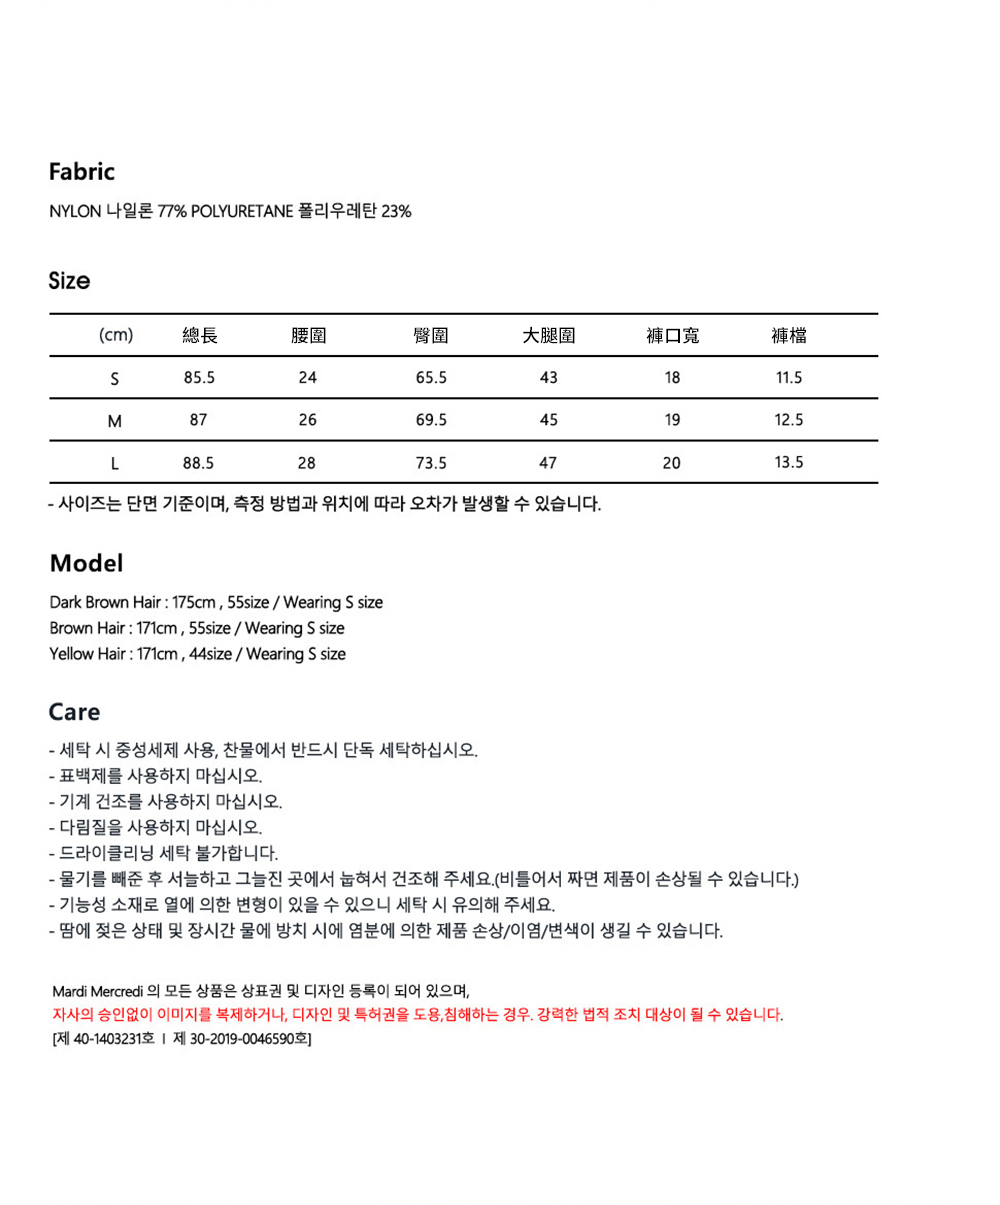 Fabric
NYLON 나일론 77% POLYURETANE 폴리우레탄 23%
Size
(cm) 總長 腰圍 臀圍 大腿圍 褲口寬 褲檔
S 85.5 24 65.5 43 18 11.5
M 87 26 69.5 45 19 12.5
L 88.5 28 73.5 47 20 13.5
- 사이즈는 단면 기준이며, 측정 방법과 위치에 따라 오차가 발생할 수 있습니다.
Model
Dark Brown Hair : 175cm , 55size / Wearing S size
Brown Hair : 171cm , 55size / Wearing S size
Yellow Hair : 171cm , 44size / Wearing S size
Care
- 세탁 시 중성세제 사용, 찬물에서 반드시 단독 세탁하십시오.
- 표백제를 사용하지 마십시오.
- 기계 건조를 사용하지 마십시오.
- 다림질을 사용하지 마십시오.
- 드라이클리닝 세탁 불가합니다.
- 물기를 빼준 후 서늘하고 그늘진 곳에서 눕혀서 건조해 주세요.(비틀어서 짜면 제품이 손상될 수 있습니다.)
- 기능성 소재로 열에 의한 변형이 있을 수 있으니 세탁 시 유의해 주세요.
- 땀에 젖은 상태 및 장시간 물에 방치 시에 염분에 의한 제품 손상/이염/변색이 생길 수 있습니다.
Mardi Mercredi 의 모든 상품은 상표권 및 디자인 등록이 되어 있으며,
자사의 승인없이 이미지를 복제하거나, 디자인 및 특허권을 도용,침해하는 경우. 강력한 법적 조치 대상이 될 수 있습니다.
[제 40-1403231호 ㅣ 제 30-2019-0046590호]